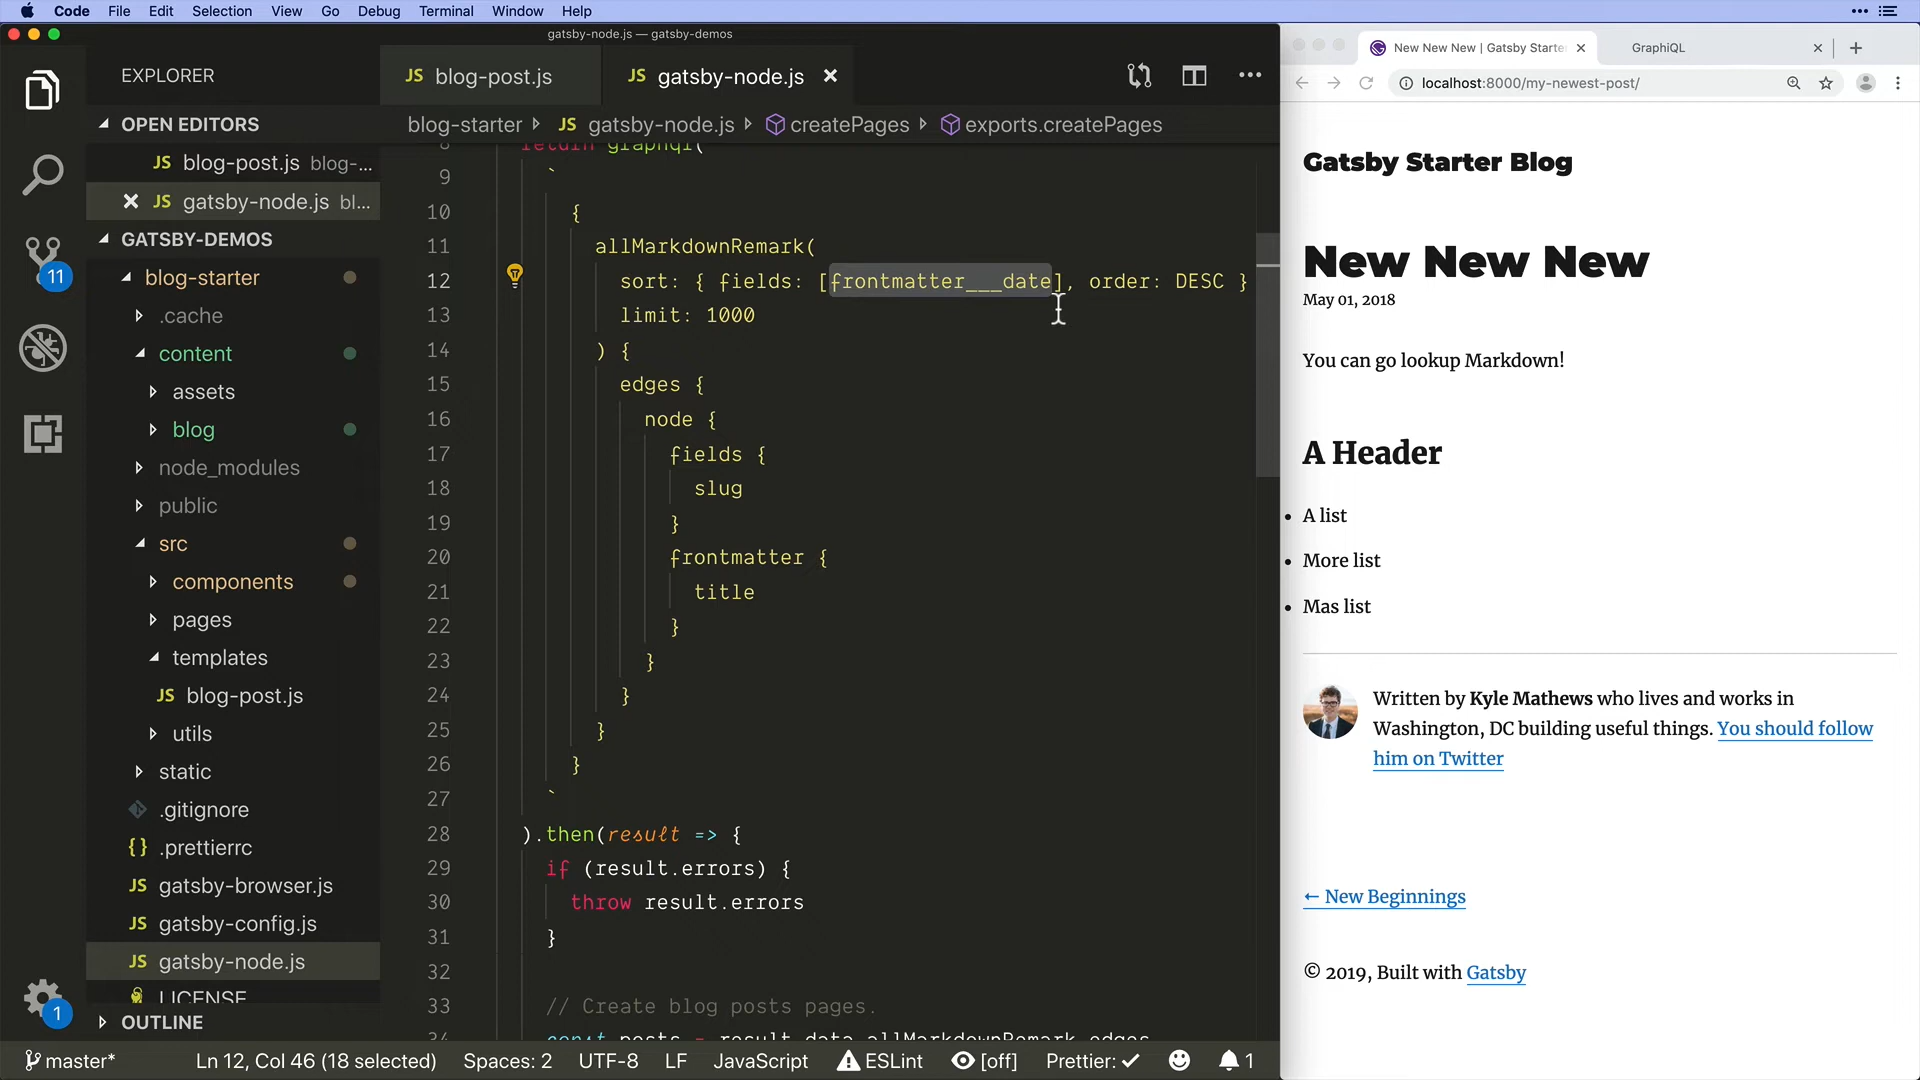 Code File Edit Selection View Go Debug Terminal Window Help
gatsby-node.js — gatsby-demos
EXPLORER
OPEN EDITORS
JS blog-post.js blog-...
JS gatsby-node.js bl...
GATSBY-DEMOS
blog-starter
.cache
content
assets
blog
node_modules
public
src
components
pages
templates
JS blog-post.js
utils
static
.gitignore
{ } .prettierrc
JS gatsby-browser.js
JS gatsby-config.js
JS gatsby-node.js
LICENSE
OUTLINE
11
1
JS blog-post.js
JS gatsby-node.js
blog-starter JS gatsby-node.js createPages exports.createPages
8 return graphql(
9 `
10 {
11 allMarkdownRemark(
12 sort: { fields: [frontmatter___date], order: DESC }
13 limit: 1000
14 ) {
15 edges {
16 node {
17 fields {
18 slug
19 }
20 frontmatter {
21 title
22 }
23 }
24 }
25 }
26 }
27 `
28 ).then(result => {
29 if (result.errors) {
30 throw result.errors
31 }
32
33 // Create blog posts pages.
34 const posts = result.data.allMarkdownRemark.edges
master* Ln 12, Col 46 (18 selected) Spaces: 2 UTF-8 LF JavaScript ESLint [off] Prettier: ✓ 1
New New New | Gatsby Starte
GraphiQL
localhost:8000/my-newest-post/
Gatsby Starter Blog
New New New
May 01, 2018
You can go lookup Markdown!
A Header
• A list
• More list
• Mas list
Written by Kyle Mathews who lives and works in
Washington, DC building useful things. You should follow
him on Twitter
← New Beginnings
© 2019, Built with Gatsby